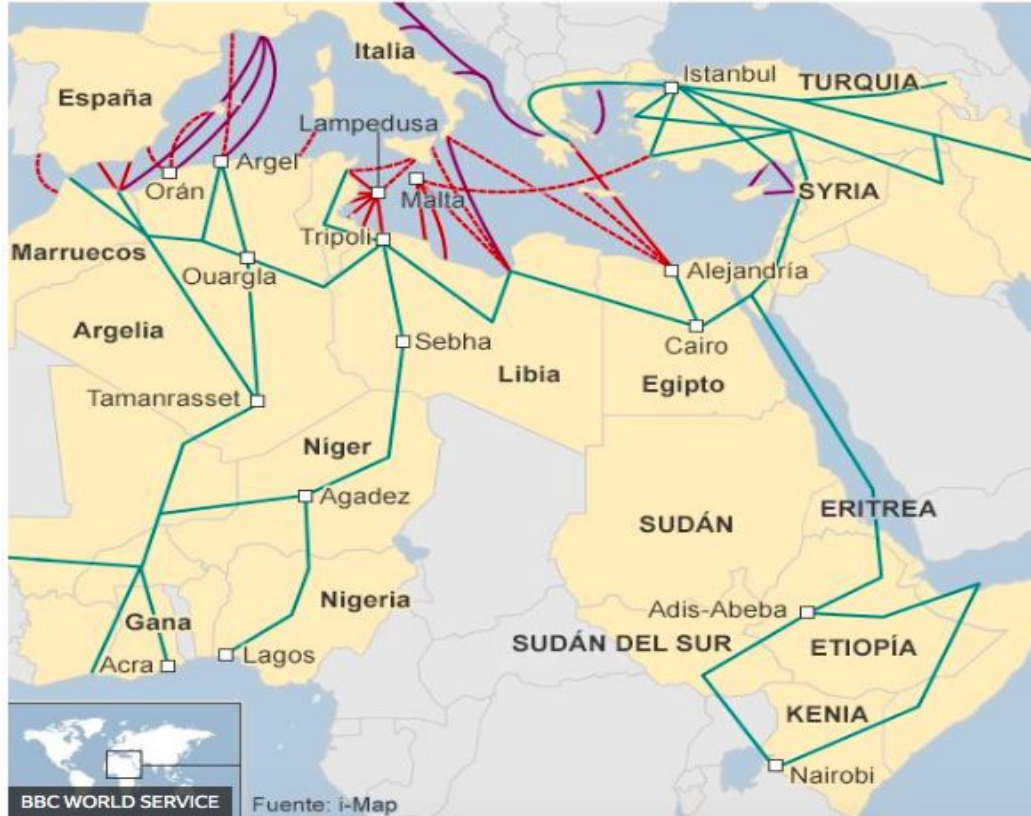 Italia
España
Istanbul
TURQUIA
Lampedusa
Argel
Orán
Malta
SYRIA
Tripoli
Marruecos
Ouargla
Alejandría
Argelia
Sebha
Cairo
Libia
Egipto
Tamanrasset
Níger
Agadez
ERITREA
SUDÁN
Nigeria
Adis-Abeba
Gana
SUDÁN DEL SUR
ETIOPÍA
Acra
Lagos
KENIA
Nairobi
BBC WORLD SERVICE
Fuente: i-Map